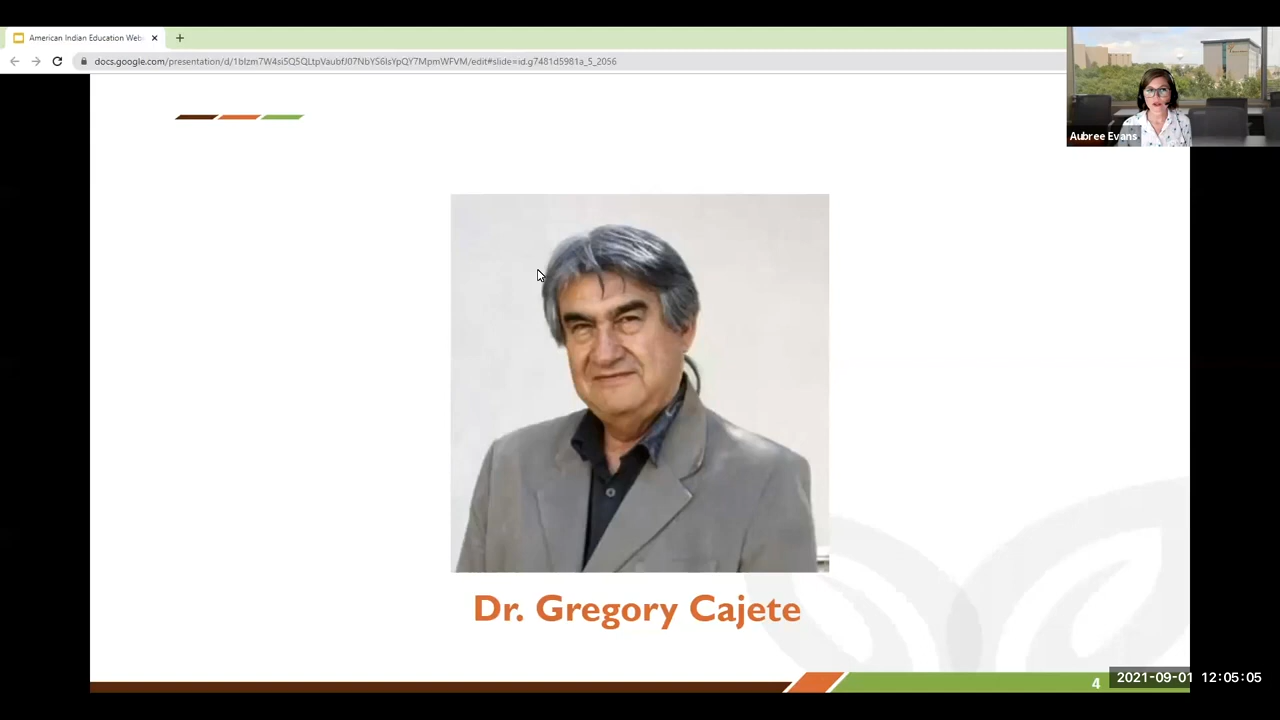 American Indian Education Web
docs.google.com/presentation/d/1bIzm7W4si5Q5QLtpVaubfJ07NbYS6lsYpQY7MpmWFVM/edit#slide=id.g7481d5981a_5_2056
Aubree Evans
Dr. Gregory Cajete
4
2021-09-01 12:05:05